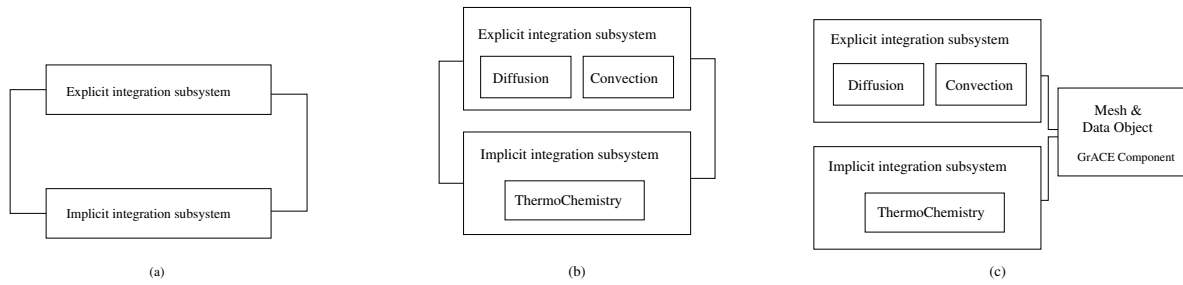 Explicit integration subsystem
Implicit integration subsystem
(a)
Explicit integration subsystem
Diffusion
Convection
Implicit integration subsystem
ThermoChemistry
(b)
Explicit integration subsystem
Diffusion
Convection
Implicit integration subsystem
ThermoChemistry
Mesh &
Data Object
GrACE Component
(c)